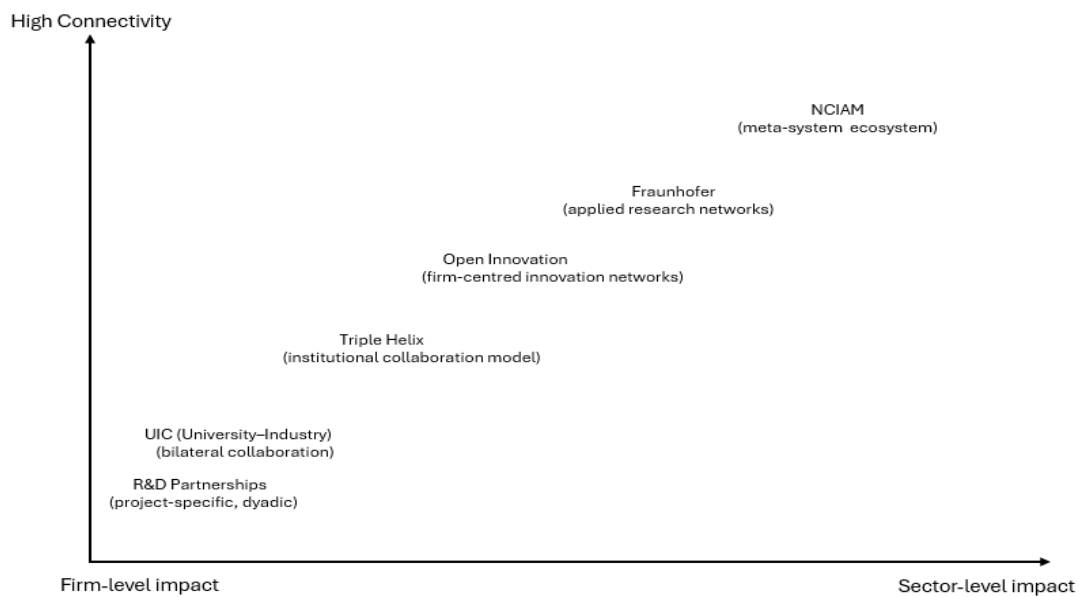 High Connectivity
NCIAM
(meta-system ecosystem)
Fraunhofer
(applied research networks)
Open Innovation
(firm-centred innovation networks)
Triple Helix
(institutional collaboration model)
UIC (University–Industry)
(bilateral collaboration)
R&D Partnerships
(project-specific, dyadic)
Firm-level impact
Sector-level impact